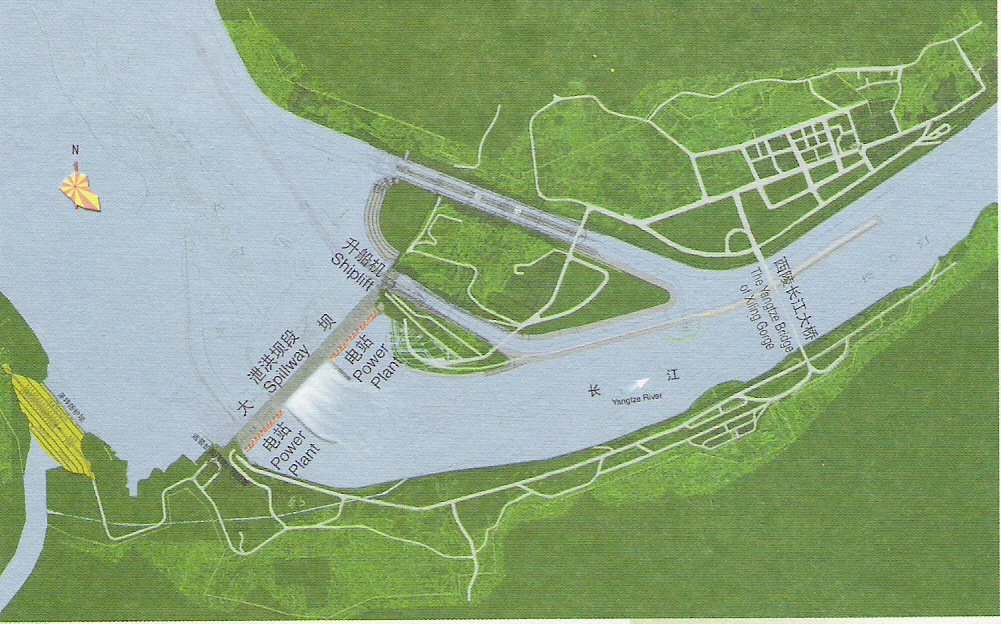 N
升船机
Shiplift
大坝
泄洪坝段
Spillway
电站
Power
Plant
电站
Power
Plant
西陵长江大桥
The Yangtze Bridge
of Xiling Gorge
长江
Yangtze River